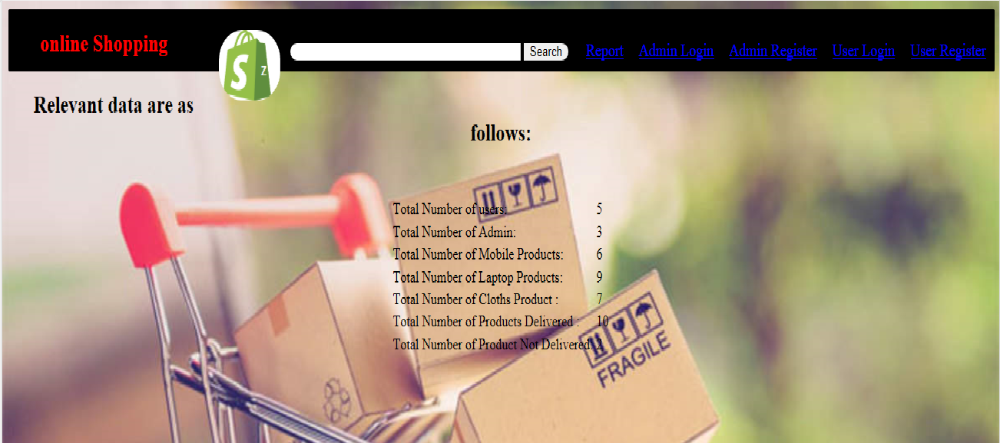 online Shopping
S
Z
Search
Report Admin Login Admin Register User Login User Register
Relevant data are as
follows:
Total Number of users: 5
Total Number of Admin: 3
Total Number of Mobile Products: 6
Total Number of Laptop Products: 9
Total Number of Cloths Product : 7
Total Number of Products Delivered : 10
Total Number of Product Not Delivered: 2
FRAGILE